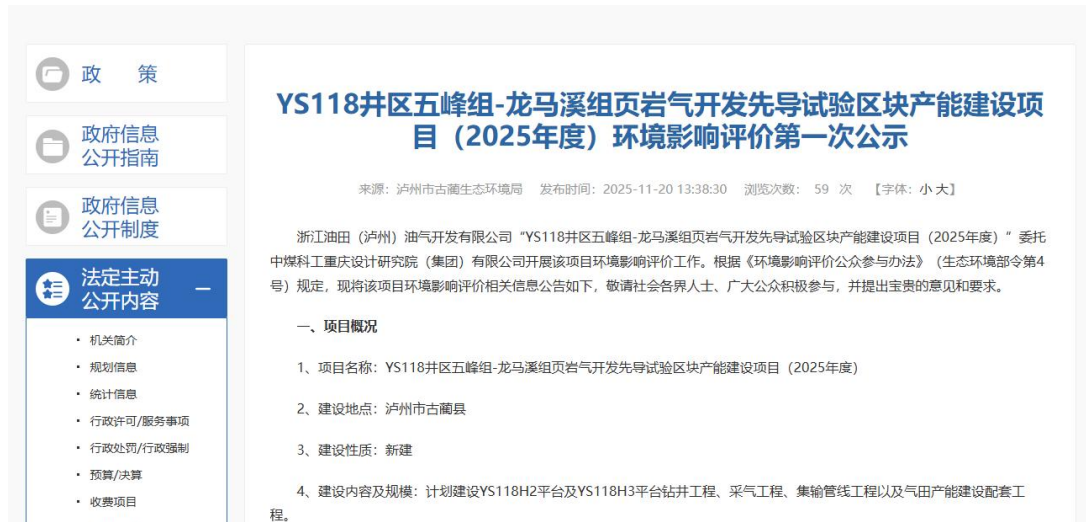 政 策
政府信息
公开指南
政府信息
公开制度
法定主动
公开内容
机关简介
规划信息
统计信息
行政许可/服务事项
行政处罚/行政强制
预算/决算
收费项目
YS118井区五峰组-龙马溪组页岩气开发先导试验区块产能建设项
目（2025年度）环境影响评价第一次公示
来源：泸州市古蔺生态环境局 发布时间：2025-11-20 13:38:30 浏览次数： 59 次 【字体：小 大】
浙江油田（泸州）油气开发有限公司“YS118井区五峰组-龙马溪组页岩气开发先导试验区块产能建设项目（2025年度）”委托
中煤科工重庆设计研究院（集团）有限公司开展该项目环境影响评价工作。根据《环境影响评价公众参与办法》（生态环境部令第4
号）规定，现将该项目环境影响评价相关信息公告如下，敬请社会各界人士、广大公众积极参与，并提出宝贵的意见和要求。
一、项目概况
1、项目名称：YS118井区五峰组-龙马溪组页岩气开发先导试验区块产能建设项目（2025年度）
2、建设地点：泸州市古蔺县
3、建设性质：新建
4、建设内容及规模：计划建设YS118H2平台及YS118H3平台钻井工程、采气工程、集输管线工程以及气田产能建设配套工
程。